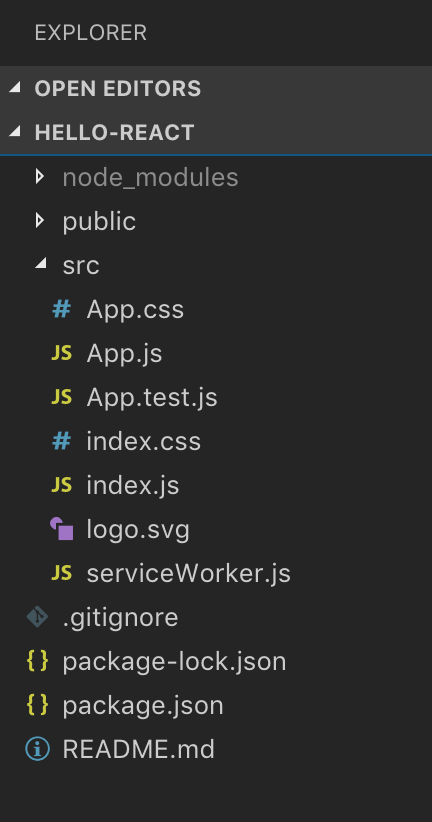 EXPLORER
OPEN EDITORS
HELLO-REACT
node_modules
public
src
# App.css
JS App.js
JS App.test.js
# index.css
JS index.js
logo.svg
JS serviceWorker.js
.gitignore
{} package-lock.json
{} package.json
README.md